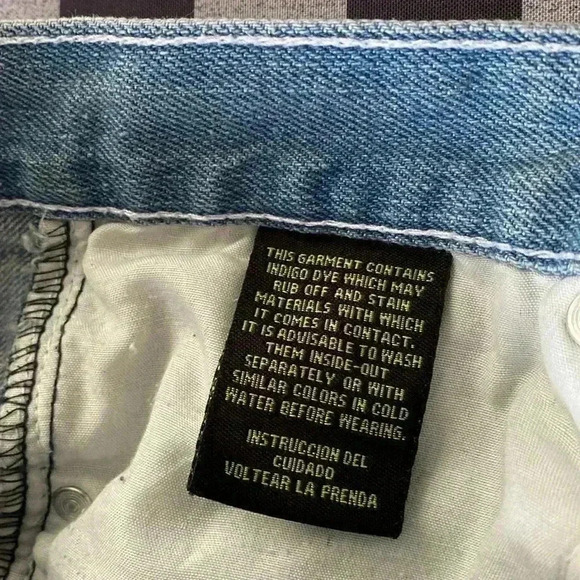 THIS GARMENT CONTAINS
INDIGO DYE WHICH MAY
RUB OFF AND STAIN
MATERIALS WITH WHICH
IT COMES IN CONTACT.
IT IS ADVISABLE TO WASH
THEM INSIDE-OUT
SEPARATELY OR WITH
SIMILAR COLORS IN COLD
WATER BEFORE WEARING.
INSTRUCCION DEL
CUIDADO
VOLTEAR LA PRENDA